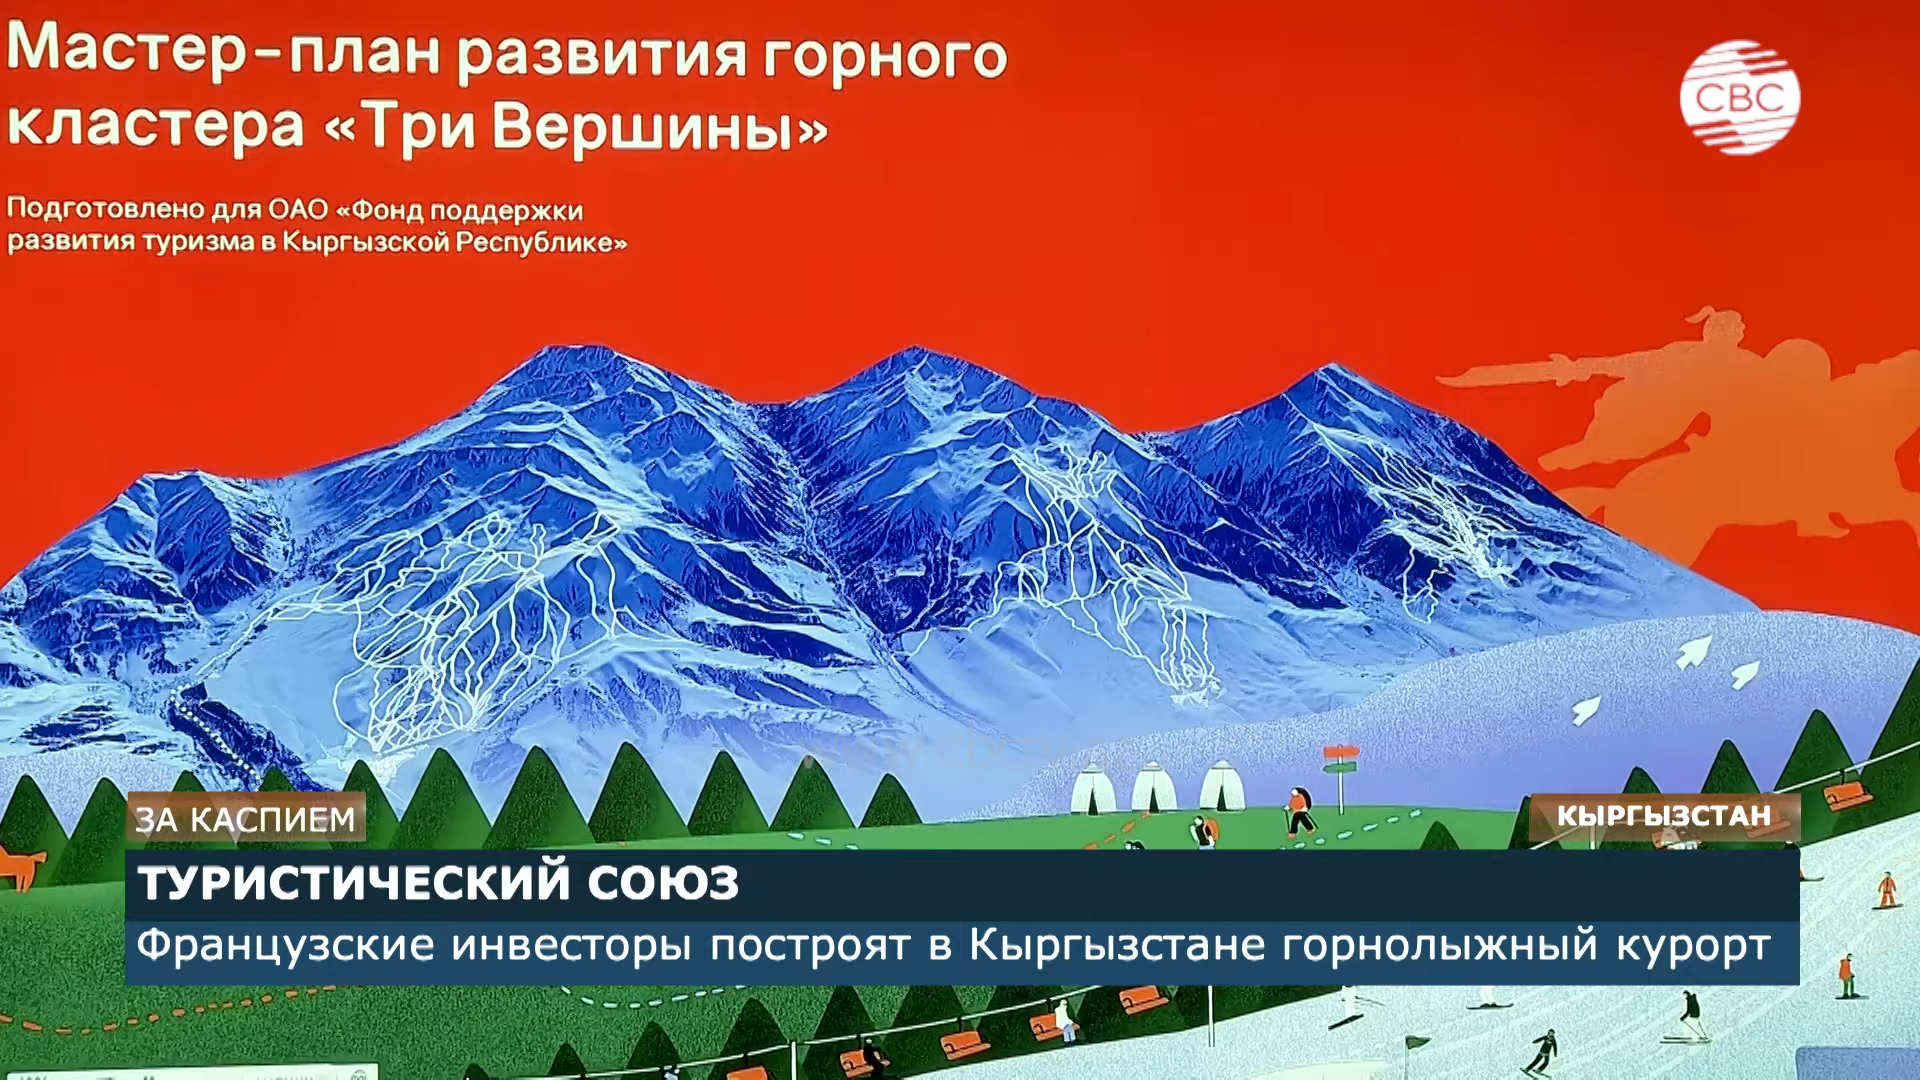 Мастер-план развития горного
кластера «Три Вершины»
CBC
Подготовлено для ОАО «Фонд поддержки
развития туризма в Кыргызской Республике»
ЗА КАСПИЕМ
КЫРГЫЗСТАН
ТУРИСТИЧЕСКИЙ СОЮЗ
Французские инвесторы построят в Кыргызстане горнолыжный курорт